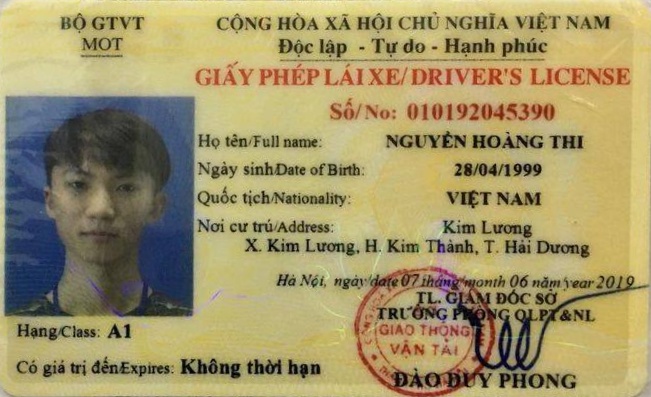 BỘ GTVT
MOT
CỘNG HÒA XÃ HỘI CHỦ NGHĨA VIỆT NAM
Độc lập - Tự do - Hạnh phúc
GIẤY PHÉP LÁI XE/ DRIVER'S LICENSE
Số/No: 010192045390
Họ tên/Full name: NGUYỄN HOÀNG THI
Ngày sinh/Date of Birth: 28/04/1999
Quốc tịch/Nationality: VIỆT NAM
Nơi cư trú/Address: Kim Lương
X. Kim Lương, H. Kim Thành, T. Hải Dương
Hà Nội, ngày/date 07 tháng/month 06 năm/year 2019
TL. GIÁM ĐỐC SỞ
TRƯỞNG PHÒNG QLPT&NL
GIAO THÔNG
VẬN TẢI
ĐÀO DUY PHONG
Hạng/Class: A1
Có giá trị đến/Expires: Không thời hạn